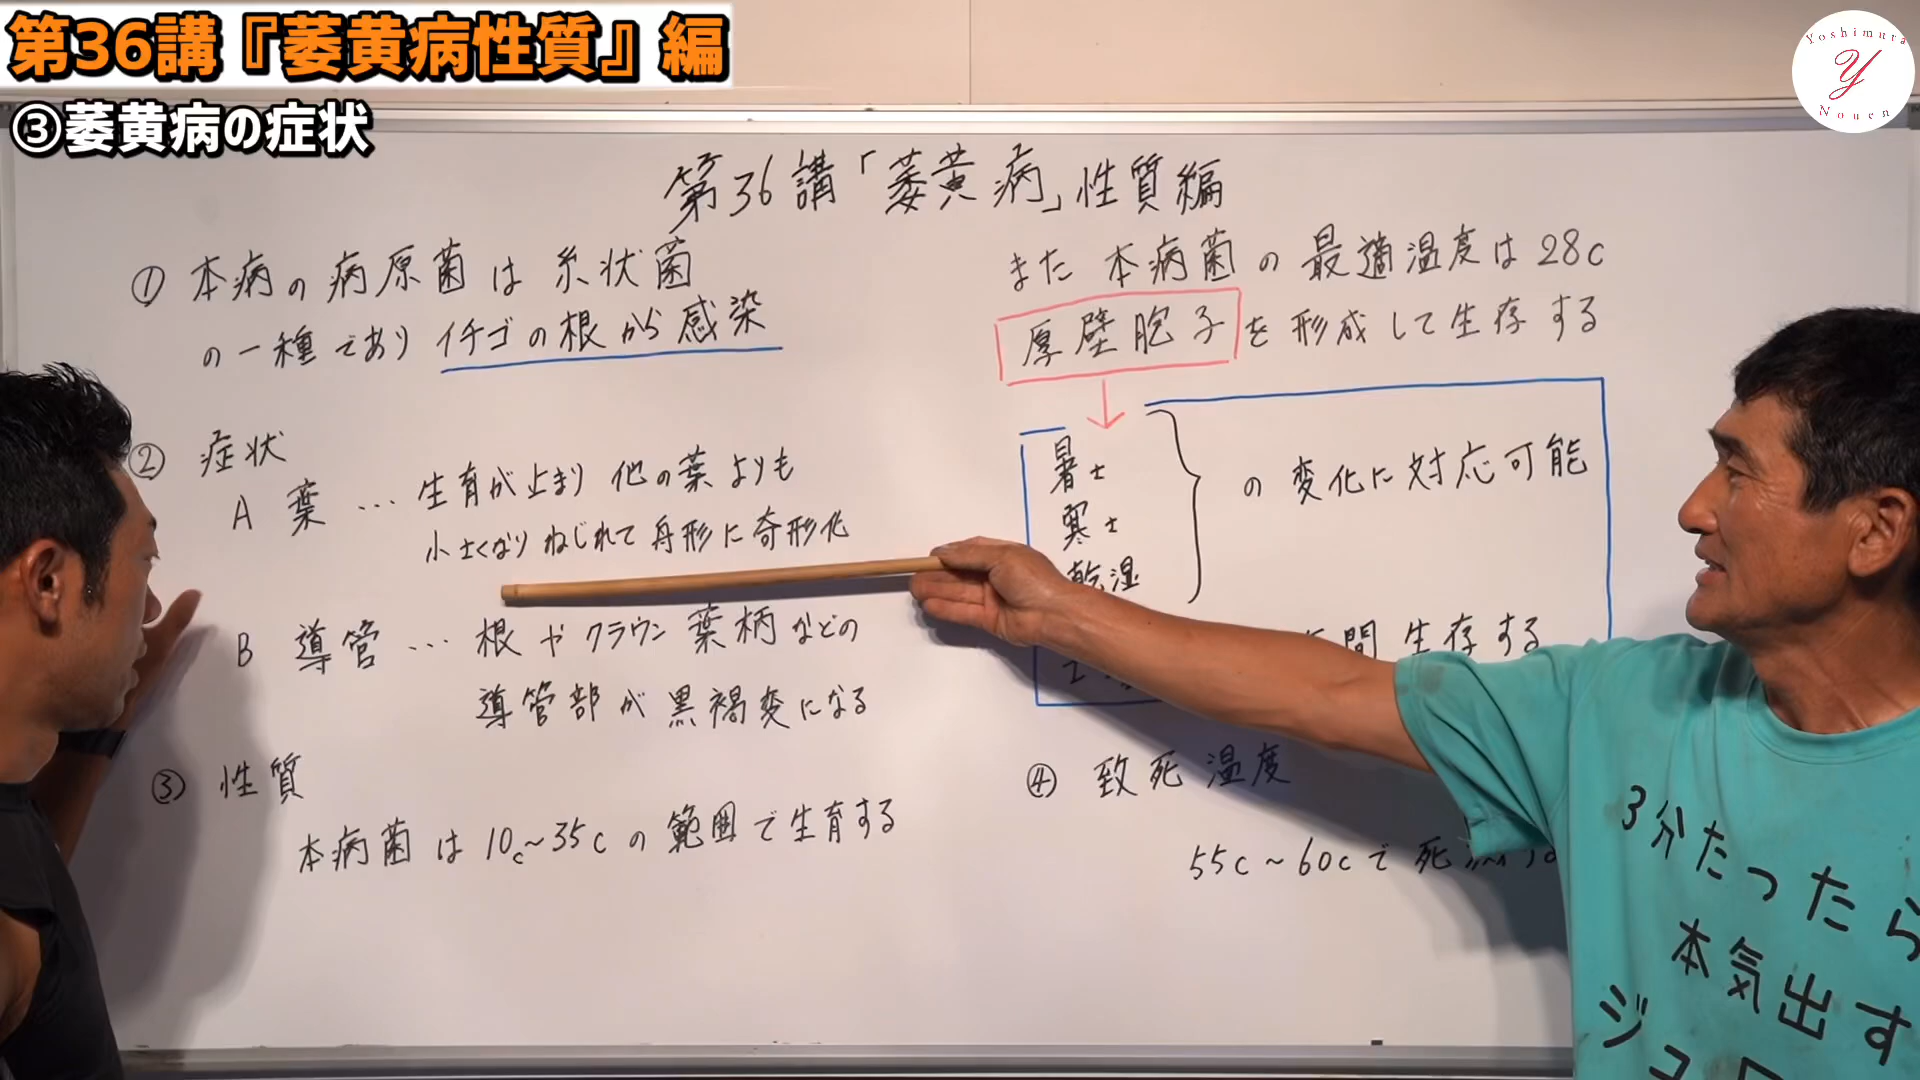 第36講『萎黄病性質』編
③萎黄病の症状
Yoshimura
Y
Nouen
第36講「萎黄病」性質編
① 本病の病原菌は糸状菌
の一種であり イチゴの根から感染
② 症状
A 葉 … 生育が止まり 他の葉よりも
小さくなり ねじれて 舟形に奇形化
B 導管 … 根やクラウン 葉柄などの
導管部が黒褐変になる
③ 性質
本病菌は10c~35cの範囲で生育する
また 本病菌の最適温度は28c
厚壁胞子を形成して生存する
暑さ
寒さ
乾湿
の変化に対応可能
間生存する
④ 致死温度
55c~60cで死
3分たったら
本気出す